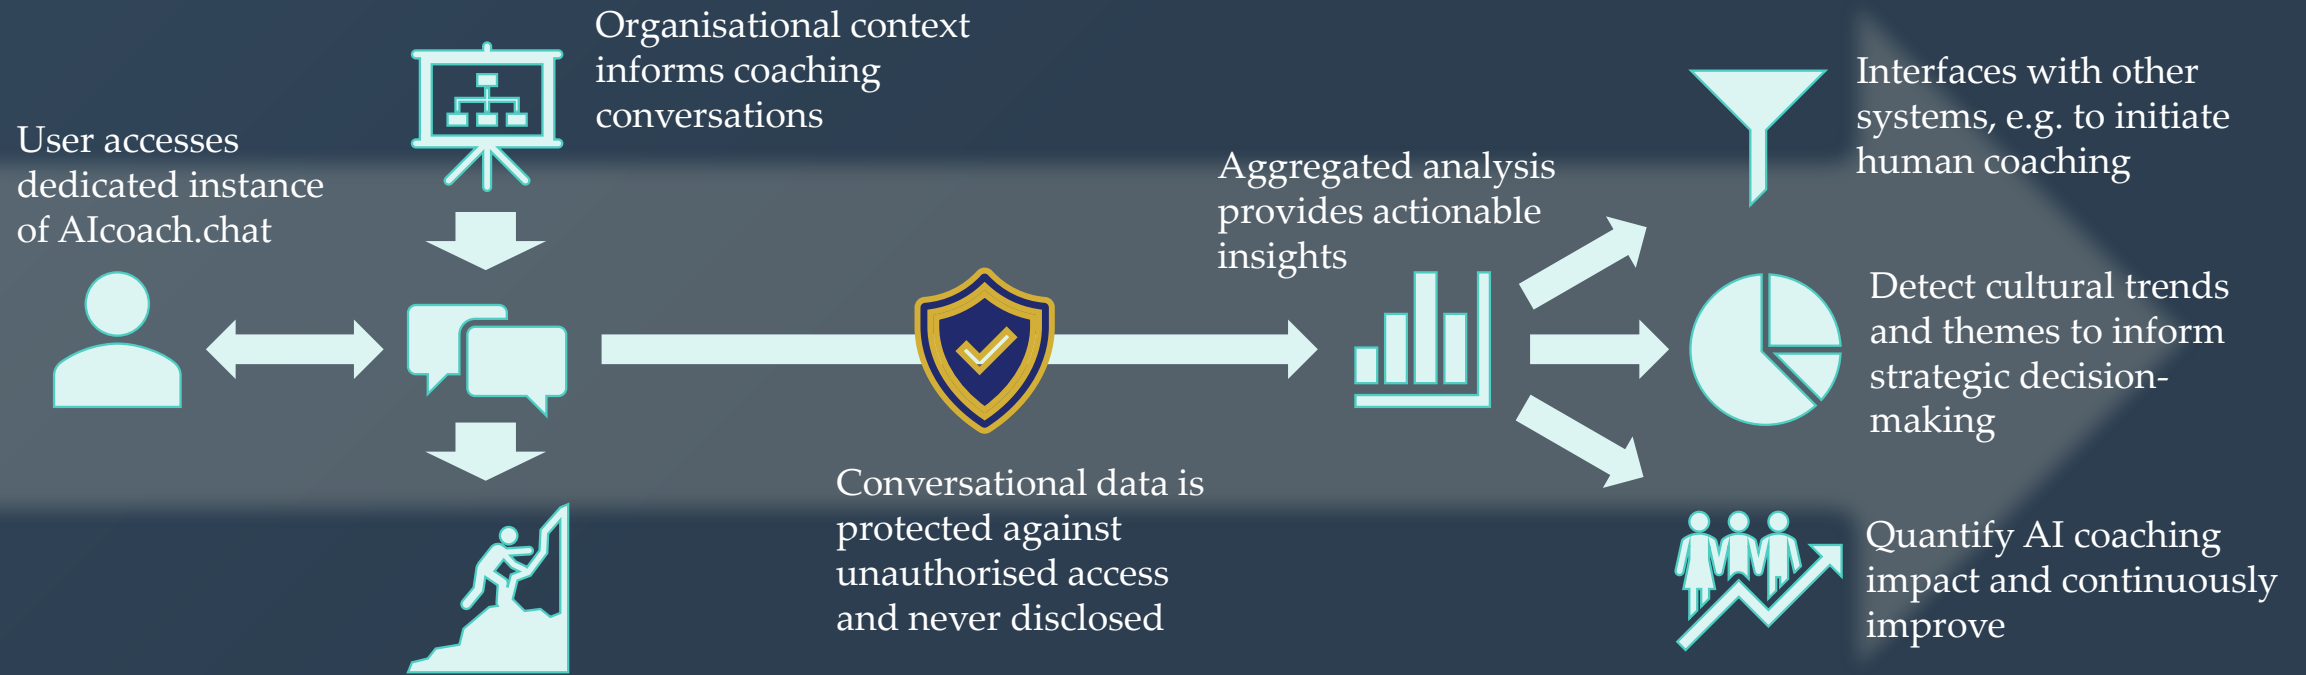 User accesses
dedicated instance
of AIcoach.chat
Organisational context
informs coaching
conversations
Conversational data is
protected against
unauthorised access
and never disclosed
Aggregated analysis
provides actionable
insights
Interfaces with other
systems, e.g. to initiate
human coaching
Detect cultural trends
and themes to inform
strategic decision-
making
Quantify AI coaching
impact and continuously
improve